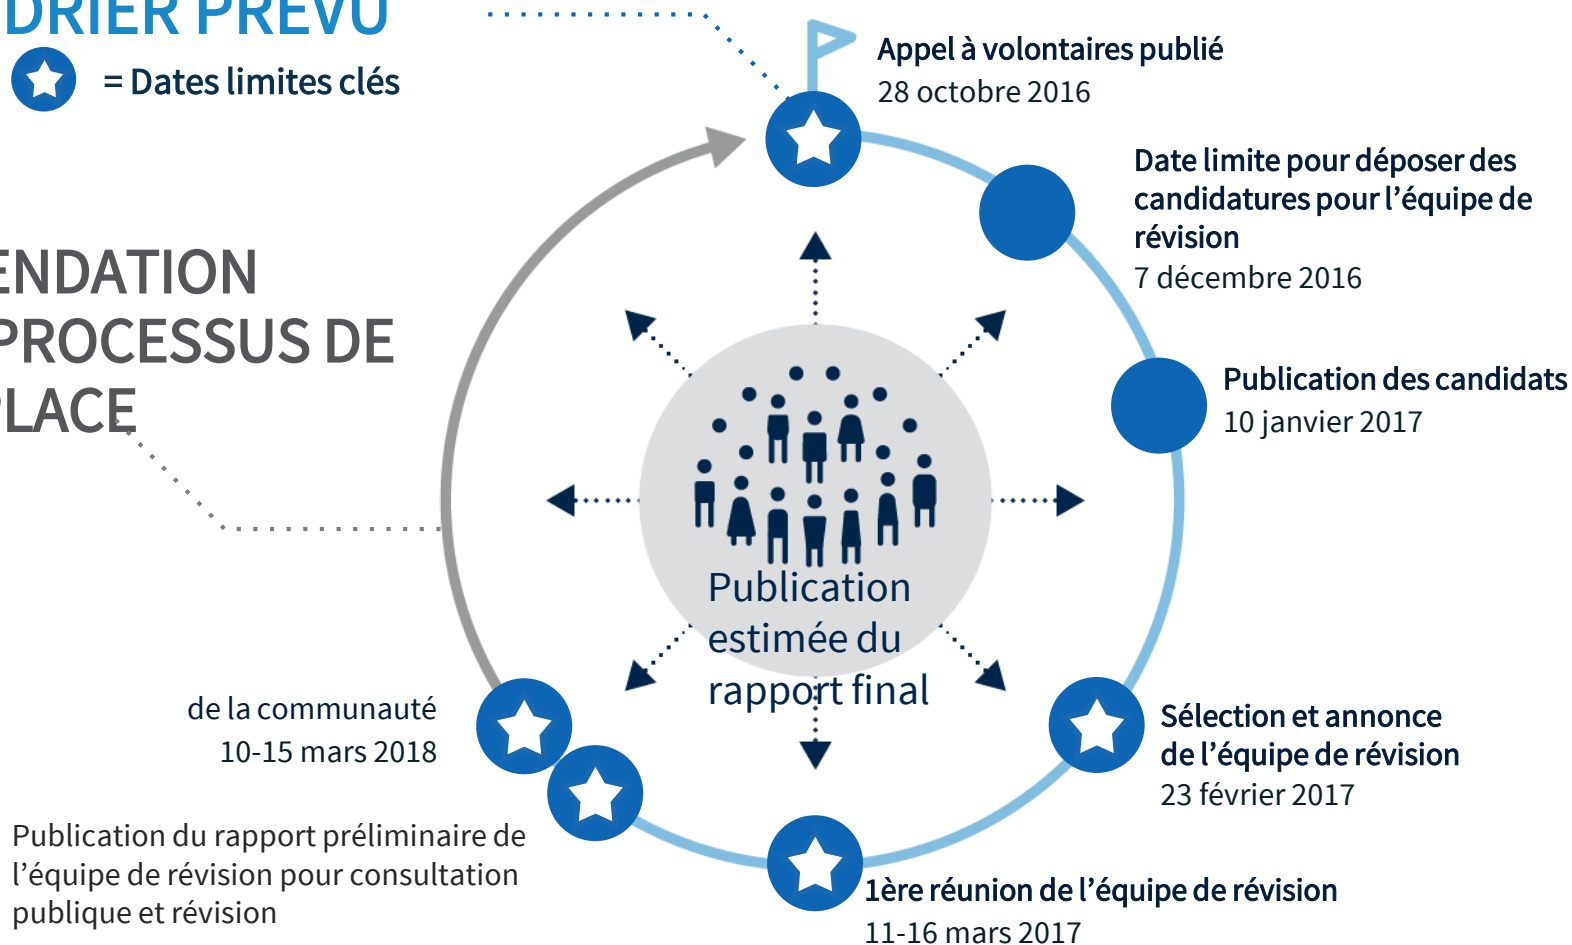 DRIER PRÉVU
= Dates limites clés
ENDATION
PROCESSUS DE
PLACE
Appel à volontaires publié
28 octobre 2016
Date limite pour déposer des
candidatures pour l’équipe de
révision
7 décembre 2016
Publication des candidats
10 janvier 2017
Sélection et annonce
de l’équipe de révision
23 février 2017
1ère réunion de l’équipe de révision
11-16 mars 2017
Publication du rapport préliminaire de
l’équipe de révision pour consultation
publique et révision
de la communauté
10-15 mars 2018
Publication
estimée du
rapport final